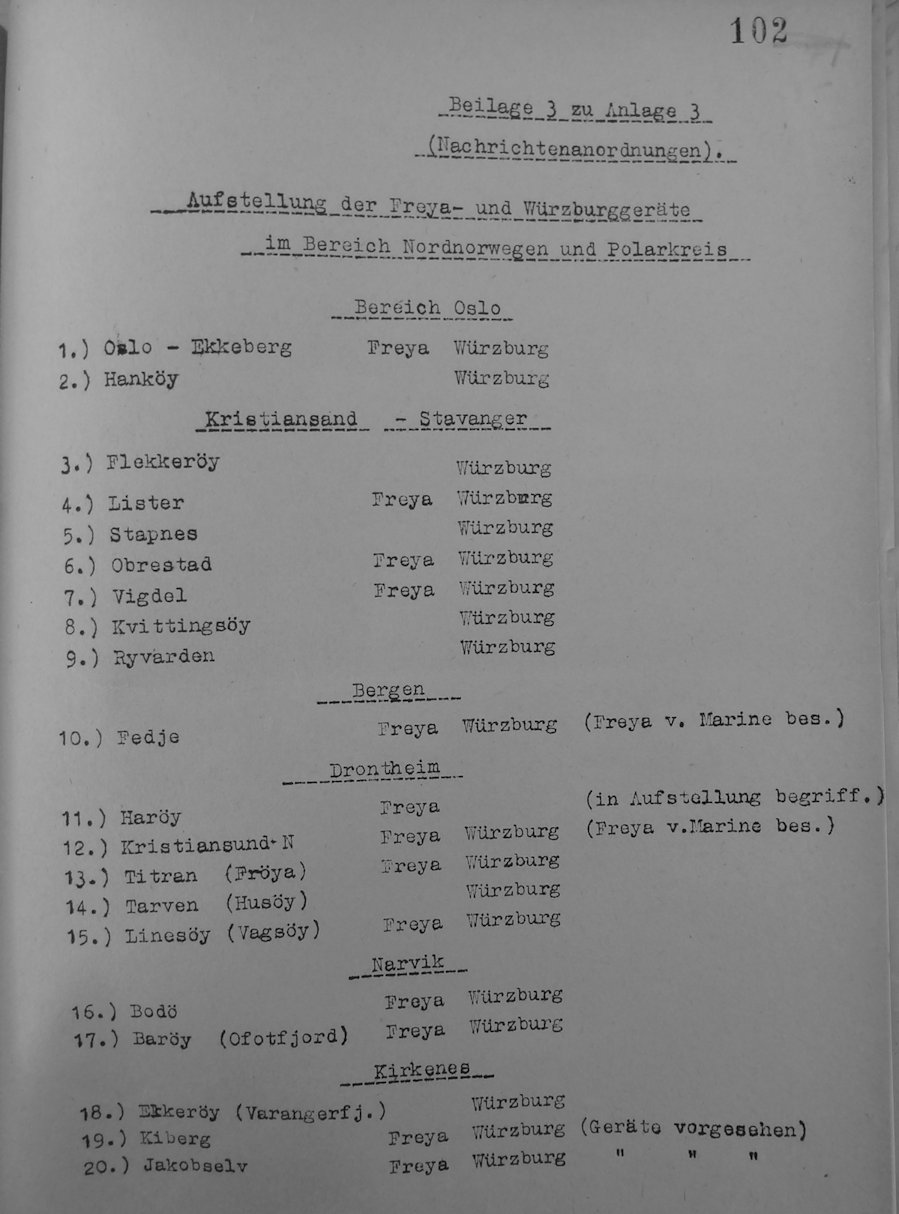 102
Beilage 3 zu Anlage 3
(Nachrichtenanordnungen).
Aufstellung der Freya- und Würzburggeräte
im Bereich Nordnorwegen und Polarkreis
Bereich Oslo
1.) Oslo - Ekkeberg Freya Würzburg
2.) Hanköy Würzburg
Kristiansand - Stavanger
3.) Flekkeröy Würzburg
4.) Lister Freya Würzburg
5.) Stapnes Würzburg
6.) Obrestad Freya Würzburg
7.) Vigdel Freya Würzburg
8.) Kvittingsöy Würzburg
9.) Ryvarden Würzburg
Bergen
10.) Fedje Freya Würzburg (Freya v. Marine bes.)
Drontheim
11.) Haröy Freya (in Aufstellung begriff.)
12.) Kristiansund- N Freya Würzburg (Freya v.Marine bes.)
13.) Titran (Fröya) Freya Würzburg
14.) Tarven (Husöy) Würzburg
15.) Linesöy (Vagsöy) Freya Würzburg
Narvik
16.) Bodö Freya Würzburg
17.) Baröy (Ofotfjord) Freya Würzburg
Kirkenes
18.) Ekkeröy (Varangerfj.) Würzburg
19.) Kiberg Freya Würzburg (Geräte vorgesehen)
20.) Jakobselv Freya Würzburg " " "